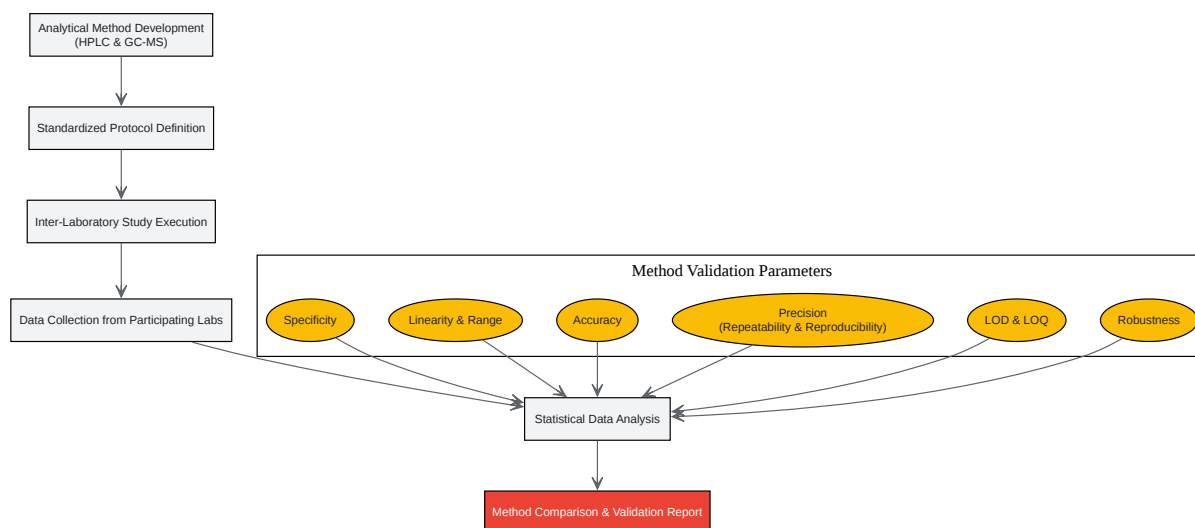 Analytical Method Development
(HPLC & GC-MS)
Standardized Protocol Definition
Inter-Laboratory Study Execution
Method Validation Parameters
Data Collection from Participating Labs
Specificity
Linearity & Range
Accuracy
Precision
(Repeatability & Reproducibility)
LOD & LOQ
Robustness
Statistical Data Analysis
Method Comparison & Validation Report